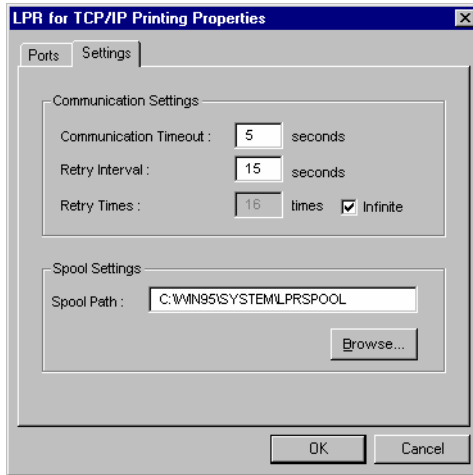 LPR for TCP/IP Printing Properties
Ports Settings
Communication Settings
Communication Timeout : 5 seconds
Retry Interval : 15 seconds
Retry Times : 16 times Infinite
Spool Settings
Spool Path : C:\WIN95\SYSTEM\LPRSPOOL
Browse...
OK Cancel